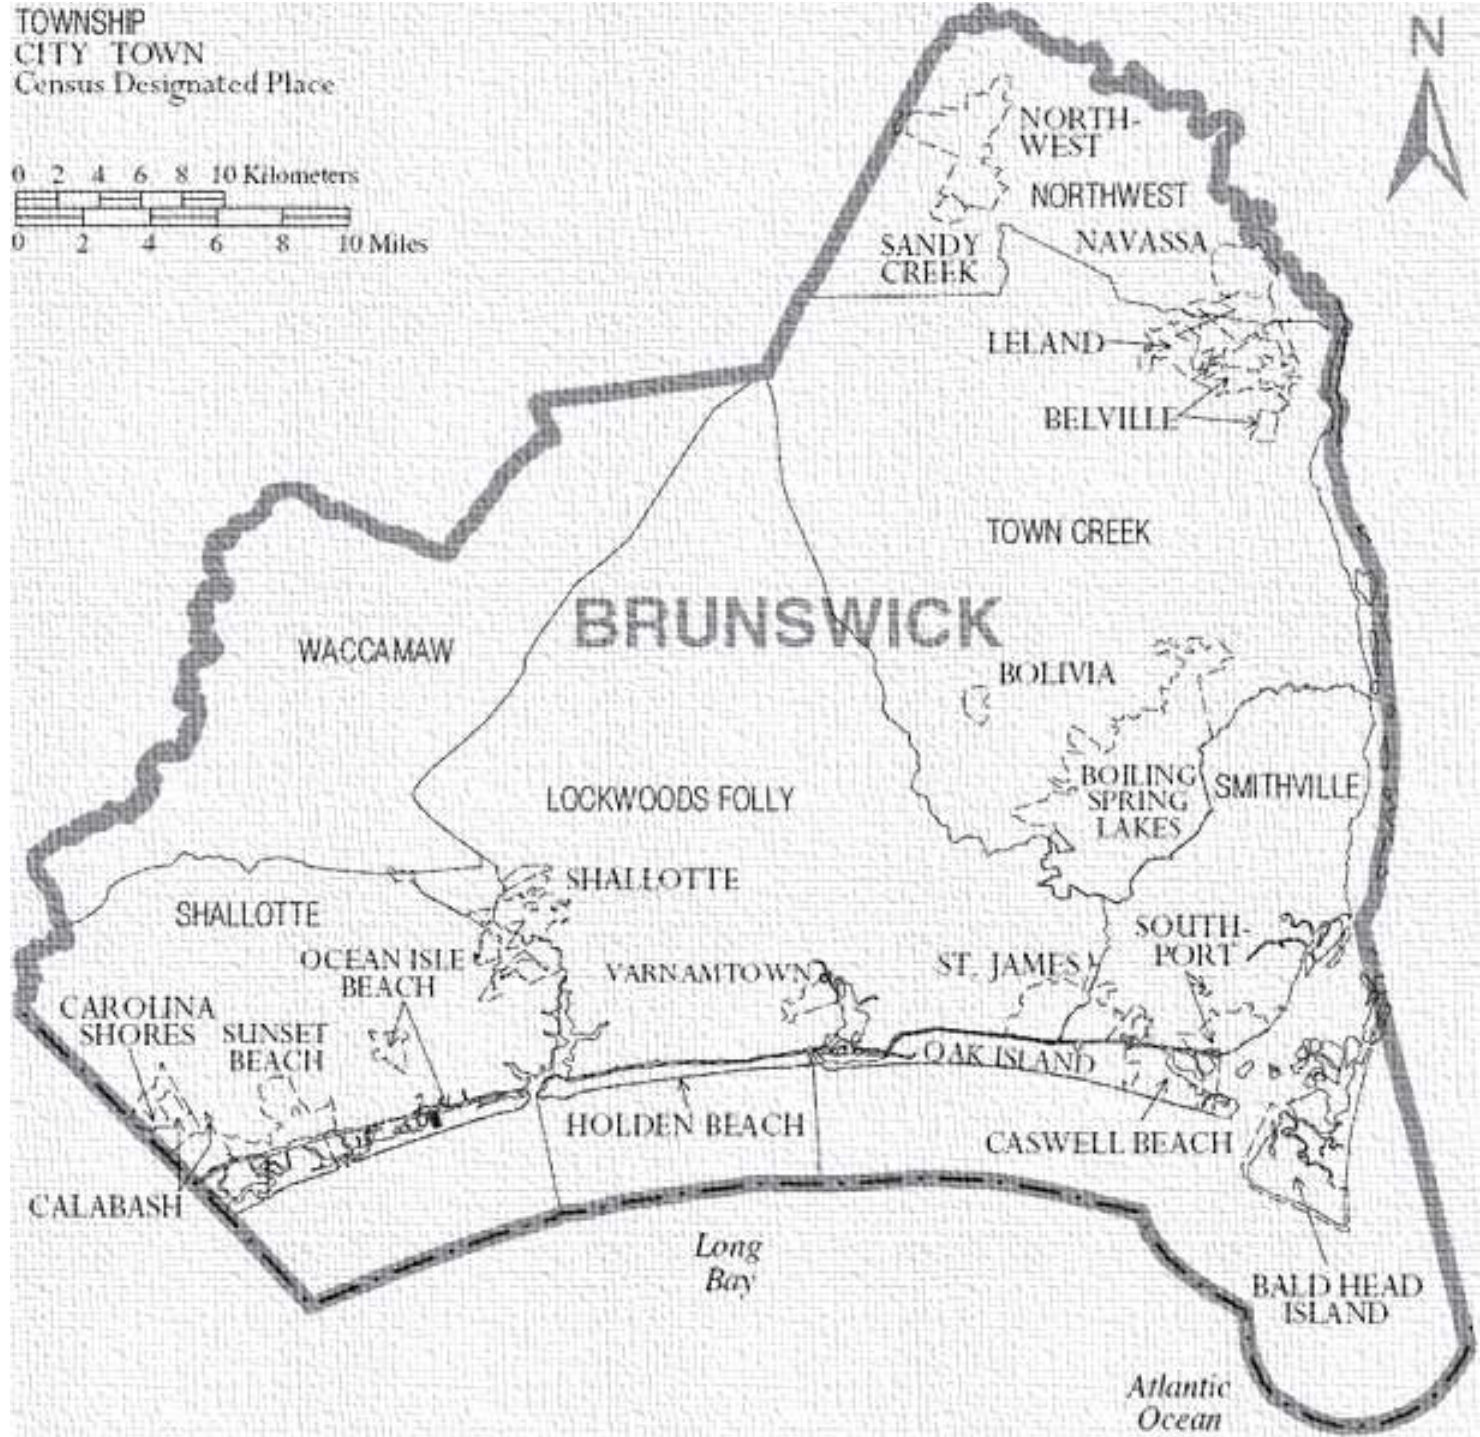 TOWNSHIP
CITY TOWN
Census Designated Place
N
0 2 4 6 8 10 Kilometers
0 2 4 6 8 10 Miles
NORTH-
WEST
NORTHWEST
SANDY
CREEK
NAVASSA
LELAND
BELVILLE
TOWN CREEK
BRUNSWICK
WACCAMAW
BOLIVIA
BOILING
SPRING
LAKES
SMITHVILLE
LOCKWOODS FOLLY
SHALLOTTE
SHALLOTTE
OCEAN ISLE
BEACH
VARNAMTOWN
ST. JAMES
SOUTH-
PORT
CAROLINA
SHORES
SUNSET
BEACH
OAK ISLAND
HOLDEN BEACH
CASWELL BEACH
CALABASH
Long
Bay
BALD HEAD
ISLAND
Atlantic
Ocean